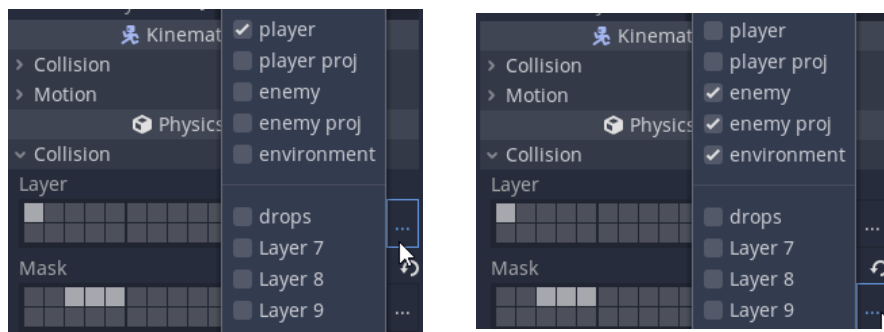 player
Kinemat
player proj
Collision
enemy
Motion
enemy proj
Physics
environment
Collision
Layer
drops
...
Layer 7
Mask
Layer 8
Layer 9
...
player
Kinemat
player proj
Collision
enemy
Motion
enemy proj
Physics
environment
Collision
Layer
drops
...
Layer 7
Mask
Layer 8
Layer 9
...